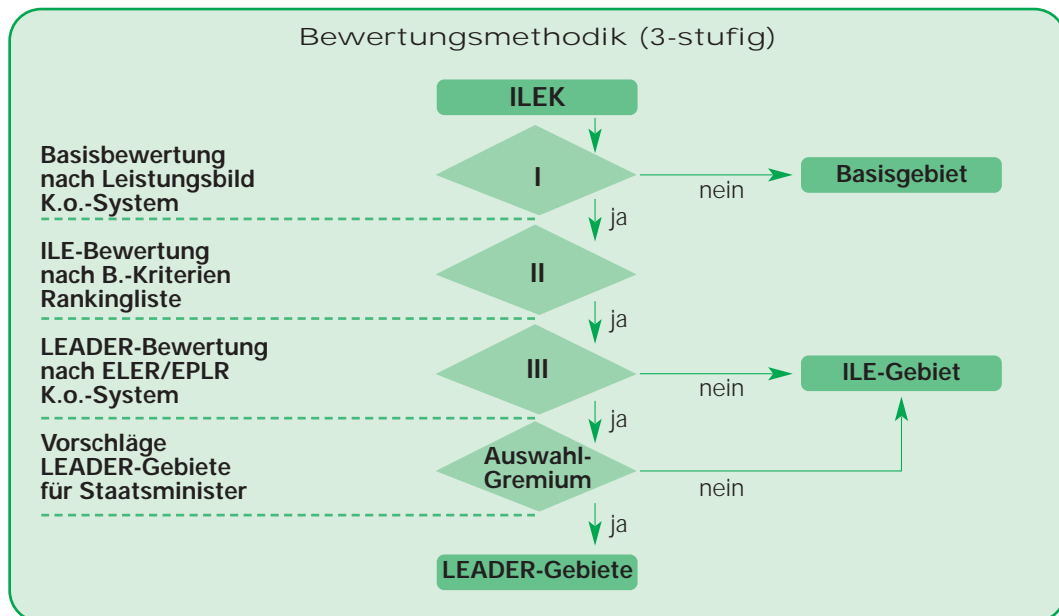 Bewertungsmethodik (3-stufig)
ILEK
Basisbewertung
nach Leistungsbild
K.o.-System
I
nein
Basisgebiet
ja
ILE-Bewertung
nach B.-Kriterien
Rankingliste
II
ja
LEADER-Bewertung
nach ELER/EPLR
K.o.-System
III
nein
ILE-Gebiet
ja
Vorschläge
LEADER-Gebiete
für Staatsminister
Auswahl-
Gremium
nein
ja
LEADER-Gebiete